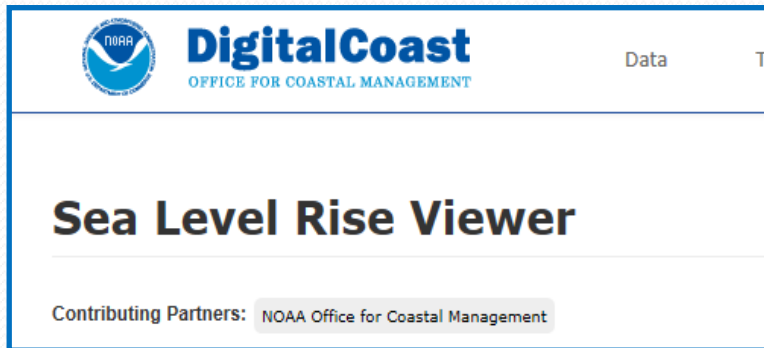 NOAA
DigitalCoast
OFFICE FOR COASTAL MANAGEMENT
Data
T
Sea Level Rise Viewer
Contributing Partners: NOAA Office for Coastal Management